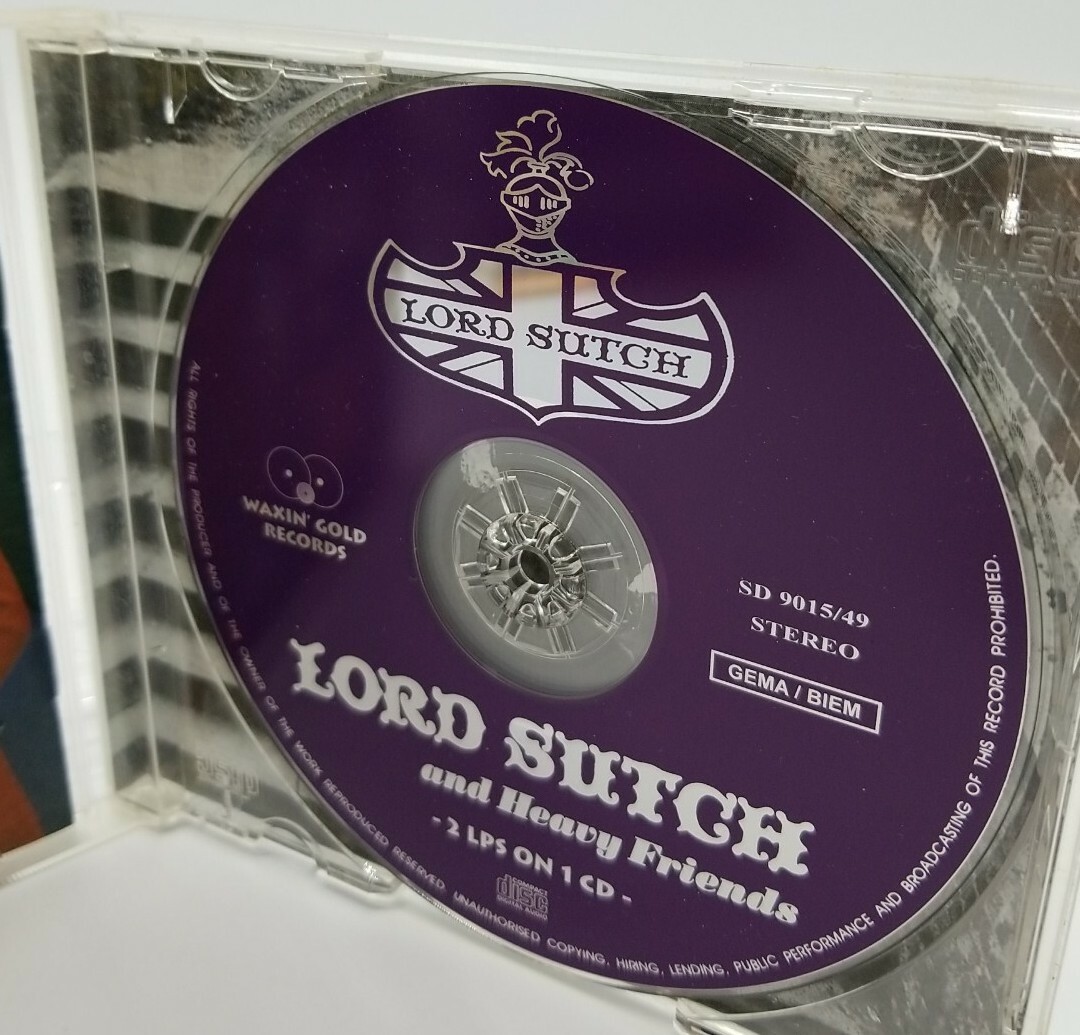 LORD SUTCH
WAXIN' GOLD
RECORDS
SD 9015/49
STEREO
GEMA / BIEM
LORD SUTCH
and Heavy Friends
- 2 LPS ON 1 CD -
COMPACT
disc
DIGITAL AUDIO
ALL RIGHTS OF THE PRODUCER AND OF THE OWNER OF THE WORK REPRODUCED RESERVED. UNAUTHORISED COPYING, HIRING, LENDING, PUBLIC PERFORMANCE AND BROADCASTING OF THIS RECORD PROHIBITED.
disc